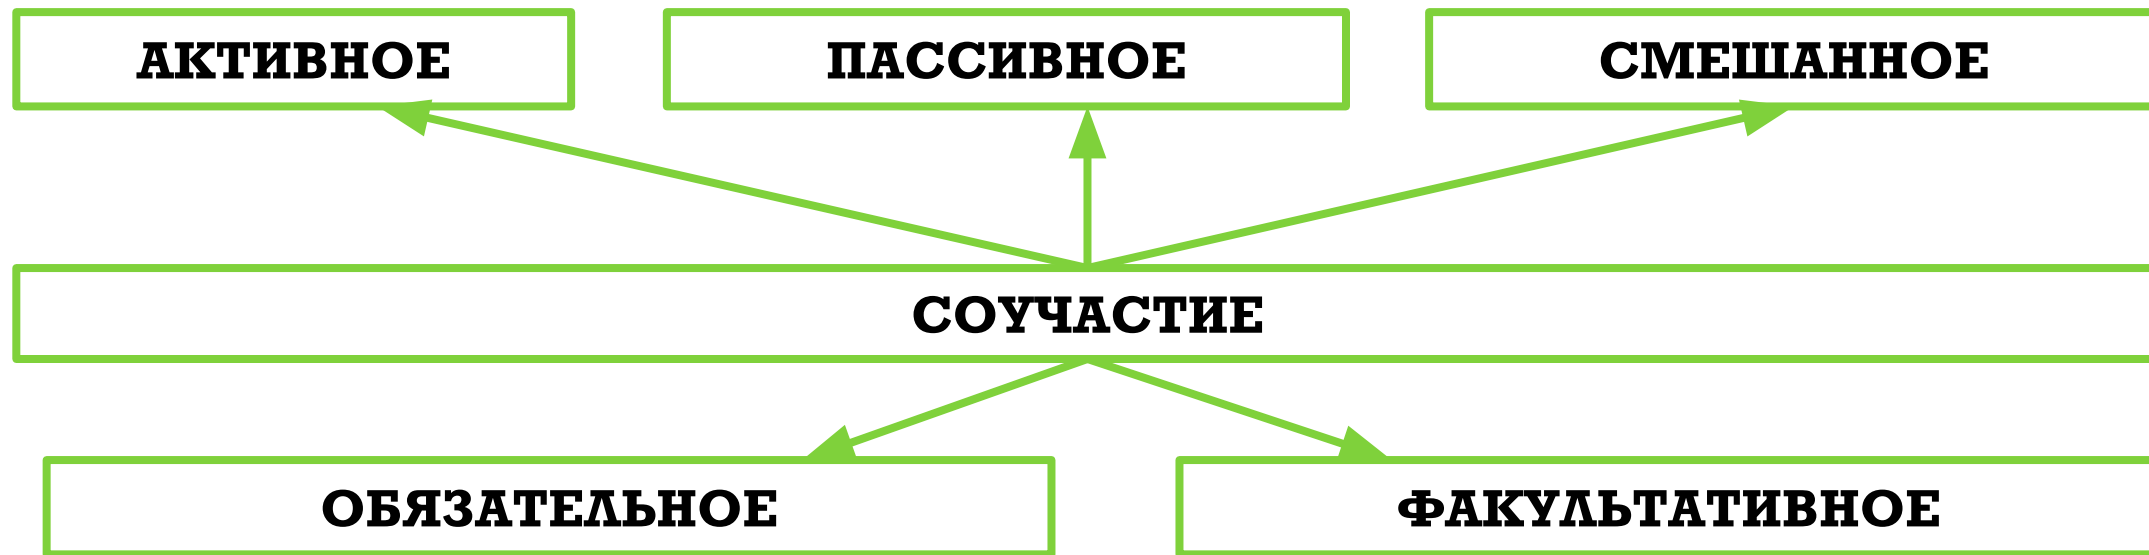 АКТИВНОЕ ПАССИВНОЕ СМЕШАННОЕ
СОУЧАСТИЕ
ОБЯЗАТЕЛЬНОЕ ФАКУЛЬТАТИВНОЕ